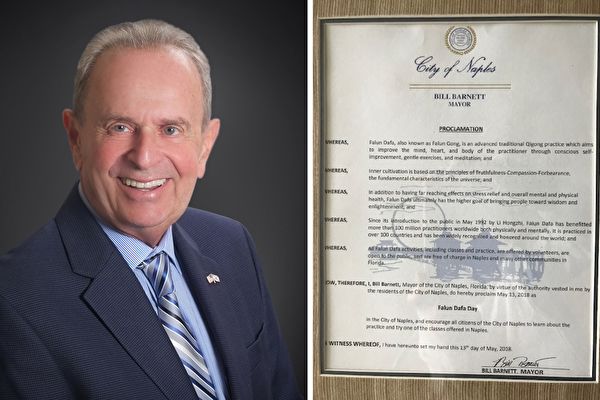 City of Naples
BILL BARNETT
MAYOR
PROCLAMATION
WHEREAS, Falun Dafa, also known as Falun Gong, is an advanced traditional Qigong practice which aims
to improve the mind, heart, and body of the practitioner through conscious self-
improvement, gentle exercises, and meditation; and
WHEREAS, Inner cultivation is based on the principles of truthfulness-Compassion-Forbearance,
the fundamental characteristics of the universe; and
WHEREAS, In addition to having far reaching effects on stress relief and overall mental and physical
health, Falun Dafa ultimately has the higher goal of bringing people toward wisdom and
enlightenment; and
WHEREAS, Since its introduction to the public in May 1992 by Li Hongzhi, Falun Dafa has benefited
more than 100 million practitioners worldwide both physically and mentally. It is practiced in
over 100 countries and has been widely recognized and honored around the world; and
WHEREAS, All Falun Dafa activities, including classes and practice, are offered by volunteers, are
open to the public, and are free of charge in Naples and many other communities in
Florida.
OW, THEREFORE, I, Bill Barnett, Mayor of the City of Naples, Florida, by virtue of the authority vested in me by
the residents of the City of Naples, do hereby proclaim May 13, 2018 as
Falun Dafa Day
in the City of Naples, and encourage all citizens of the City of Naples to learn about the
practice and try one of the classes offered in Naples.
WITNESS WHEREOF, I have hereunto set my hand this 13th day of May, 2018.
BILL BARNETT, MAYOR